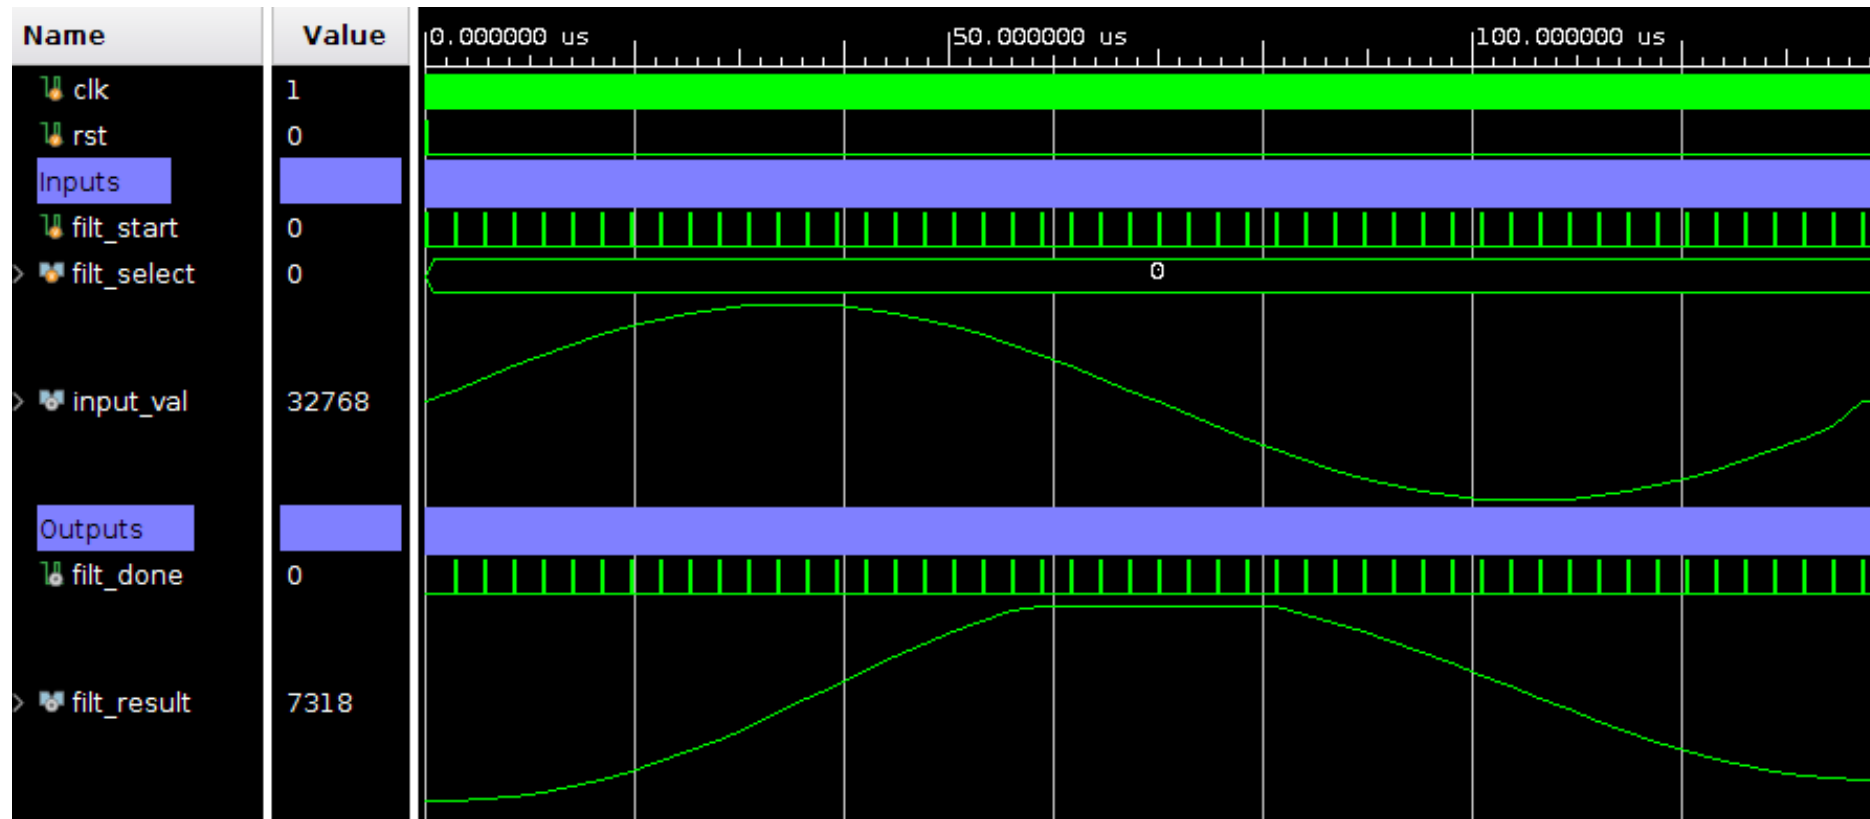 Name Value 0.000000 us 50.000000 us 100.000000 us
clk 1
rst 0
Inputs
filt_start 0
filt_select 0 0
input_val 32768
Outputs
filt_done 0
filt_result 7318